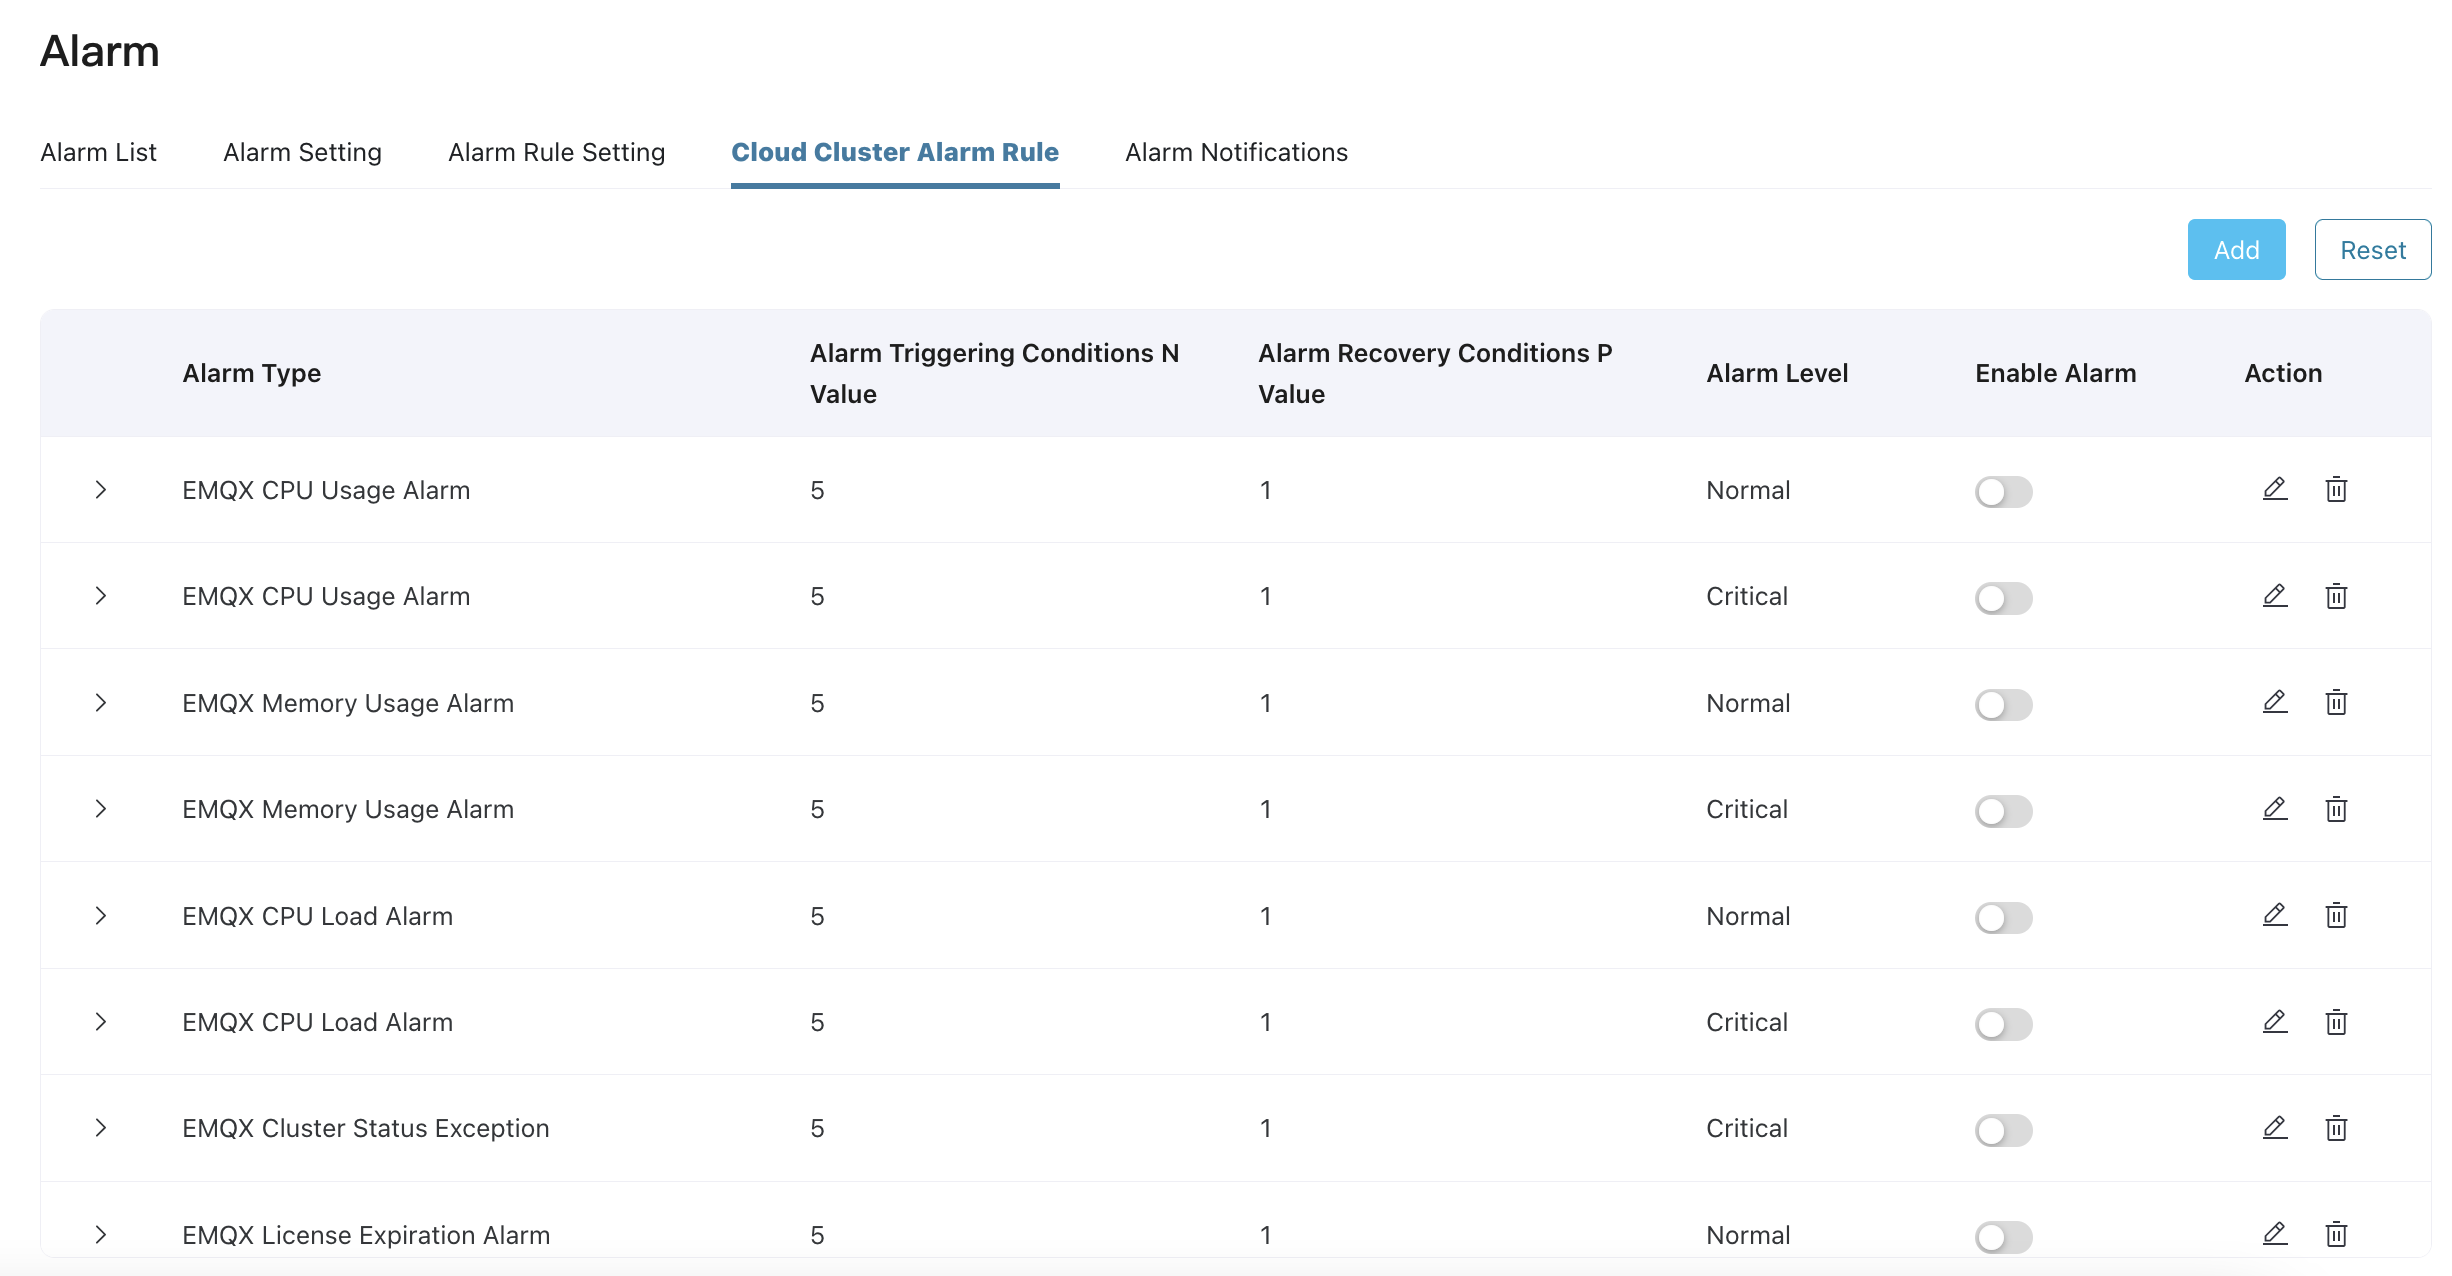 Alarm
Alarm List Alarm Setting Alarm Rule Setting Cloud Cluster Alarm Rule Alarm Notifications
Add Reset
Alarm Type Alarm Triggering Conditions N Value Alarm Recovery Conditions P Value Alarm Level Enable Alarm Action
EMQX CPU Usage Alarm 5 1 Normal
EMQX CPU Usage Alarm 5 1 Critical
EMQX Memory Usage Alarm 5 1 Normal
EMQX Memory Usage Alarm 5 1 Critical
EMQX CPU Load Alarm 5 1 Normal
EMQX CPU Load Alarm 5 1 Critical
EMQX Cluster Status Exception 5 1 Critical
EMQX License Expiration Alarm 5 1 Normal